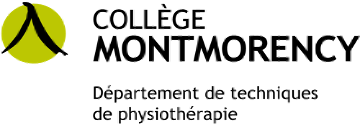 COLLÈGE
MONTMORENCY
Département de techniques
de physiothérapie